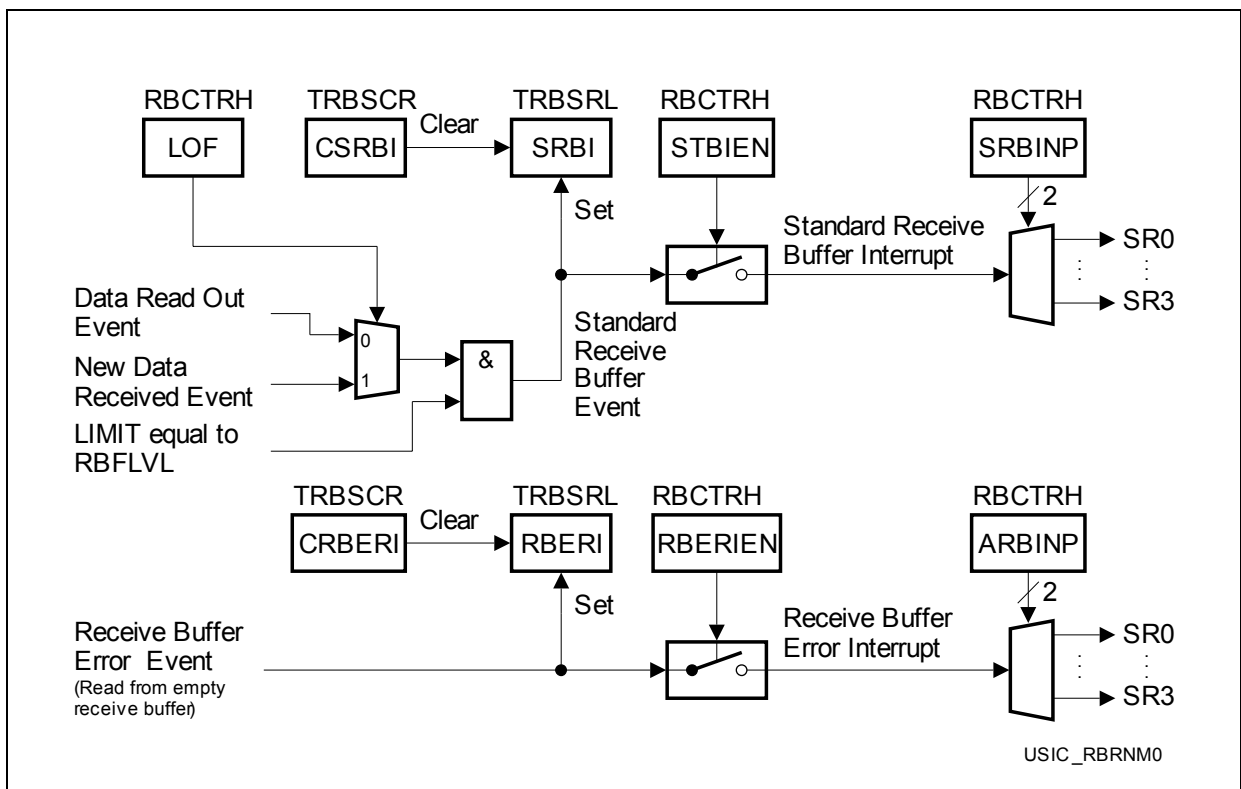 RBCTRH
TRBSCR
TRBSRL
RBCTRH
RBCTRH
LOF
CSRBI
Clear
SRBI
STBIEN
SRBINP
2
Set
Standard Receive
Buffer Interrupt
SR0
SR3
Data Read Out
Event
0
New Data
Received Event
1
&
Standard
Receive
Buffer
Event
LIMIT equal to
RBFLVL
TRBSCR
TRBSRL
RBCTRH
RBCTRH
CRBERI
Clear
RBERI
RBERIEN
ARBINP
2
Set
Receive Buffer
Error Interrupt
SR0
SR3
Receive Buffer
Error Event
(Read from empty
receive buffer)
USIC_RBRNM0